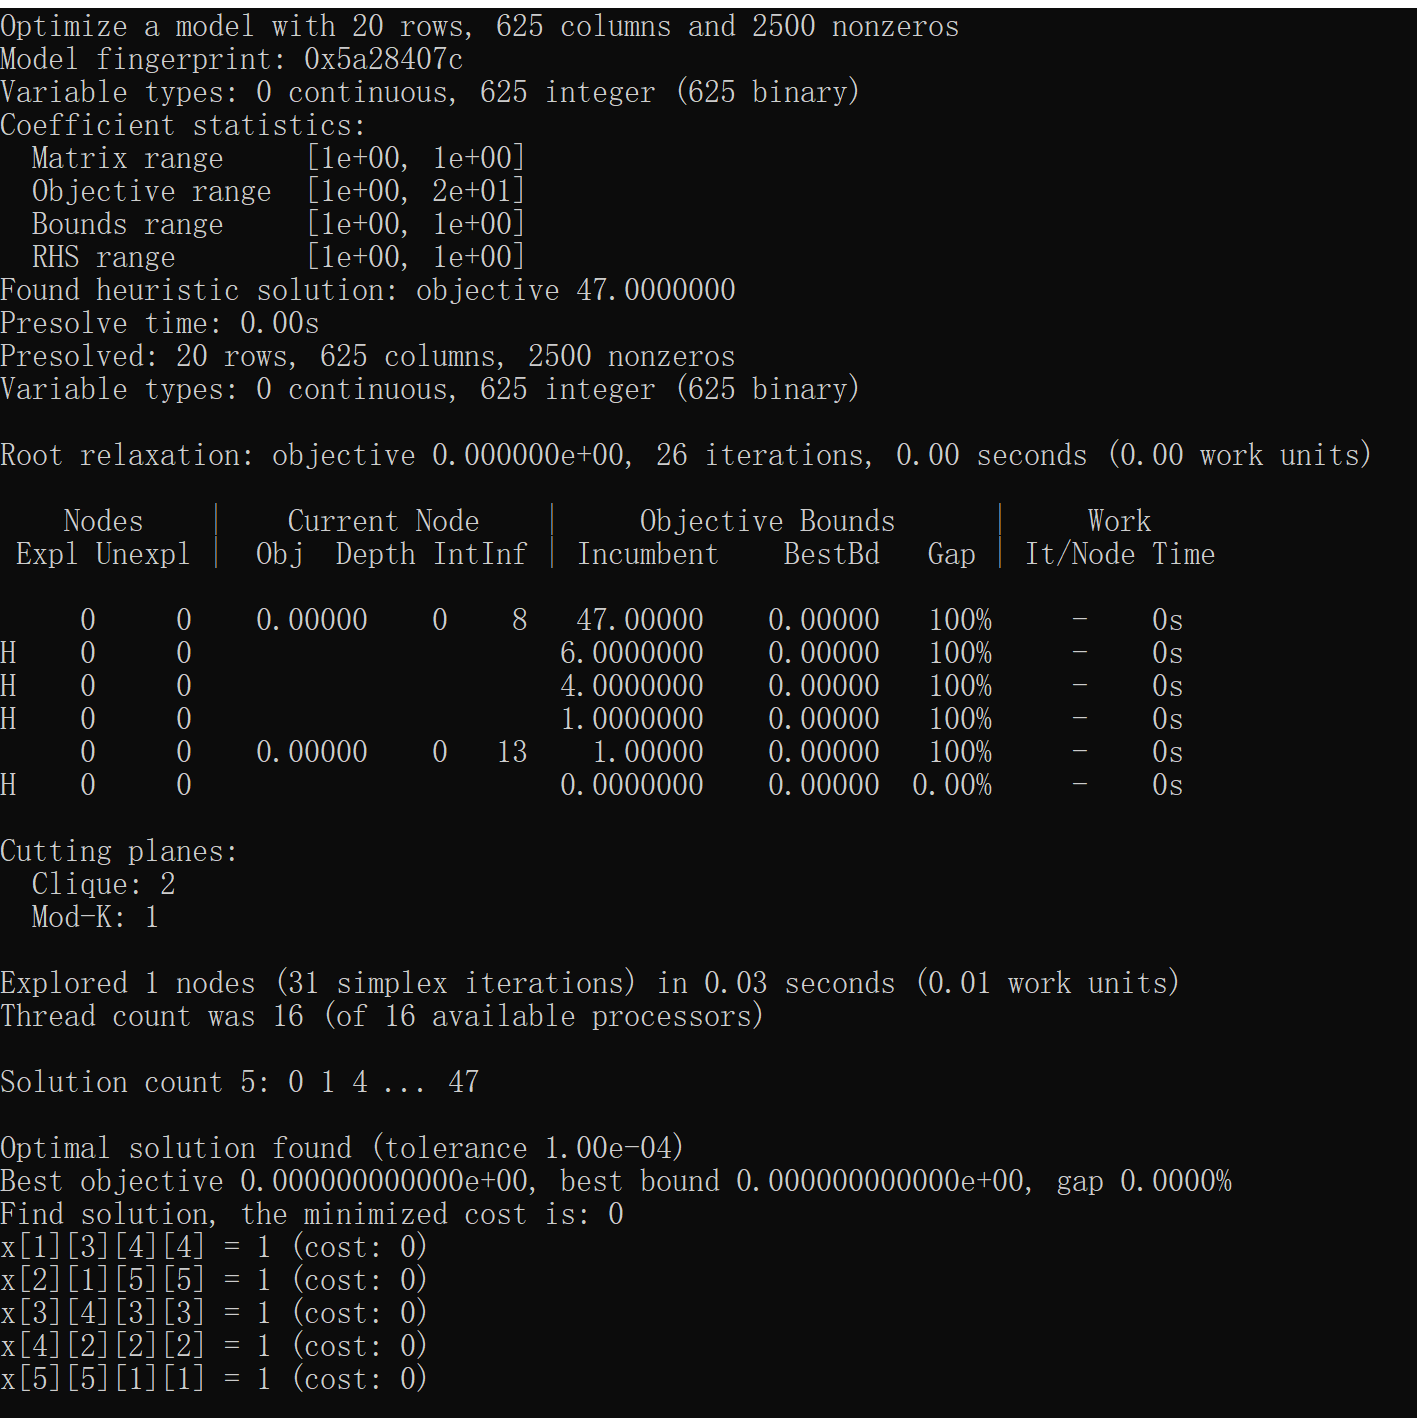 Optimize a model with 20 rows, 625 columns and 2500 nonzeros
Model fingerprint: 0x5a28407c
Variable types: 0 continuous, 625 integer (625 binary)
Coefficient statistics:
  Matrix range     [1e+00, 1e+00]
  Objective range  [1e+00, 2e+01]
  Bounds range     [1e+00, 1e+00]
  RHS range        [1e+00, 1e+00]
Found heuristic solution: objective 47.0000000
Presolve time: 0.00s
Presolved: 20 rows, 625 columns, 2500 nonzeros
Variable types: 0 continuous, 625 integer (625 binary)
Root relaxation: objective 0.000000e+00, 26 iterations, 0.00 seconds (0.00 work units)
    Nodes    |    Current Node    |     Objective Bounds      |     Work
 Expl Unexpl |  Obj  Depth IntInf | Incumbent    BestBd   Gap | It/Node Time
     0     0    0.00000    0    8   47.00000    0.00000   100%     -    0s
H    0     0                       6.0000000    0.00000   100%     -    0s
H    0     0                       4.0000000    0.00000   100%     -    0s
H    0     0                       1.0000000    0.00000   100%     -    0s
     0     0    0.00000    0   13    1.00000    0.00000   100%     -    0s
H    0     0                       0.0000000    0.00000  0.00%     -    0s
Cutting planes:
  Clique: 2
  Mod-K: 1
Explored 1 nodes (31 simplex iterations) in 0.03 seconds (0.01 work units)
Thread count was 16 (of 16 available processors)
Solution count 5: 0 1 4 ... 47
Optimal solution found (tolerance 1.00e-04)
Best objective 0.000000000000e+00, best bound 0.000000000000e+00, gap 0.0000%
Find solution, the minimized cost is: 0
x[1][3][4][4] = 1 (cost: 0)
x[2][1][5][5] = 1 (cost: 0)
x[3][4][3][3] = 1 (cost: 0)
x[4][2][2][2] = 1 (cost: 0)
x[5][5][1][1] = 1 (cost: 0)